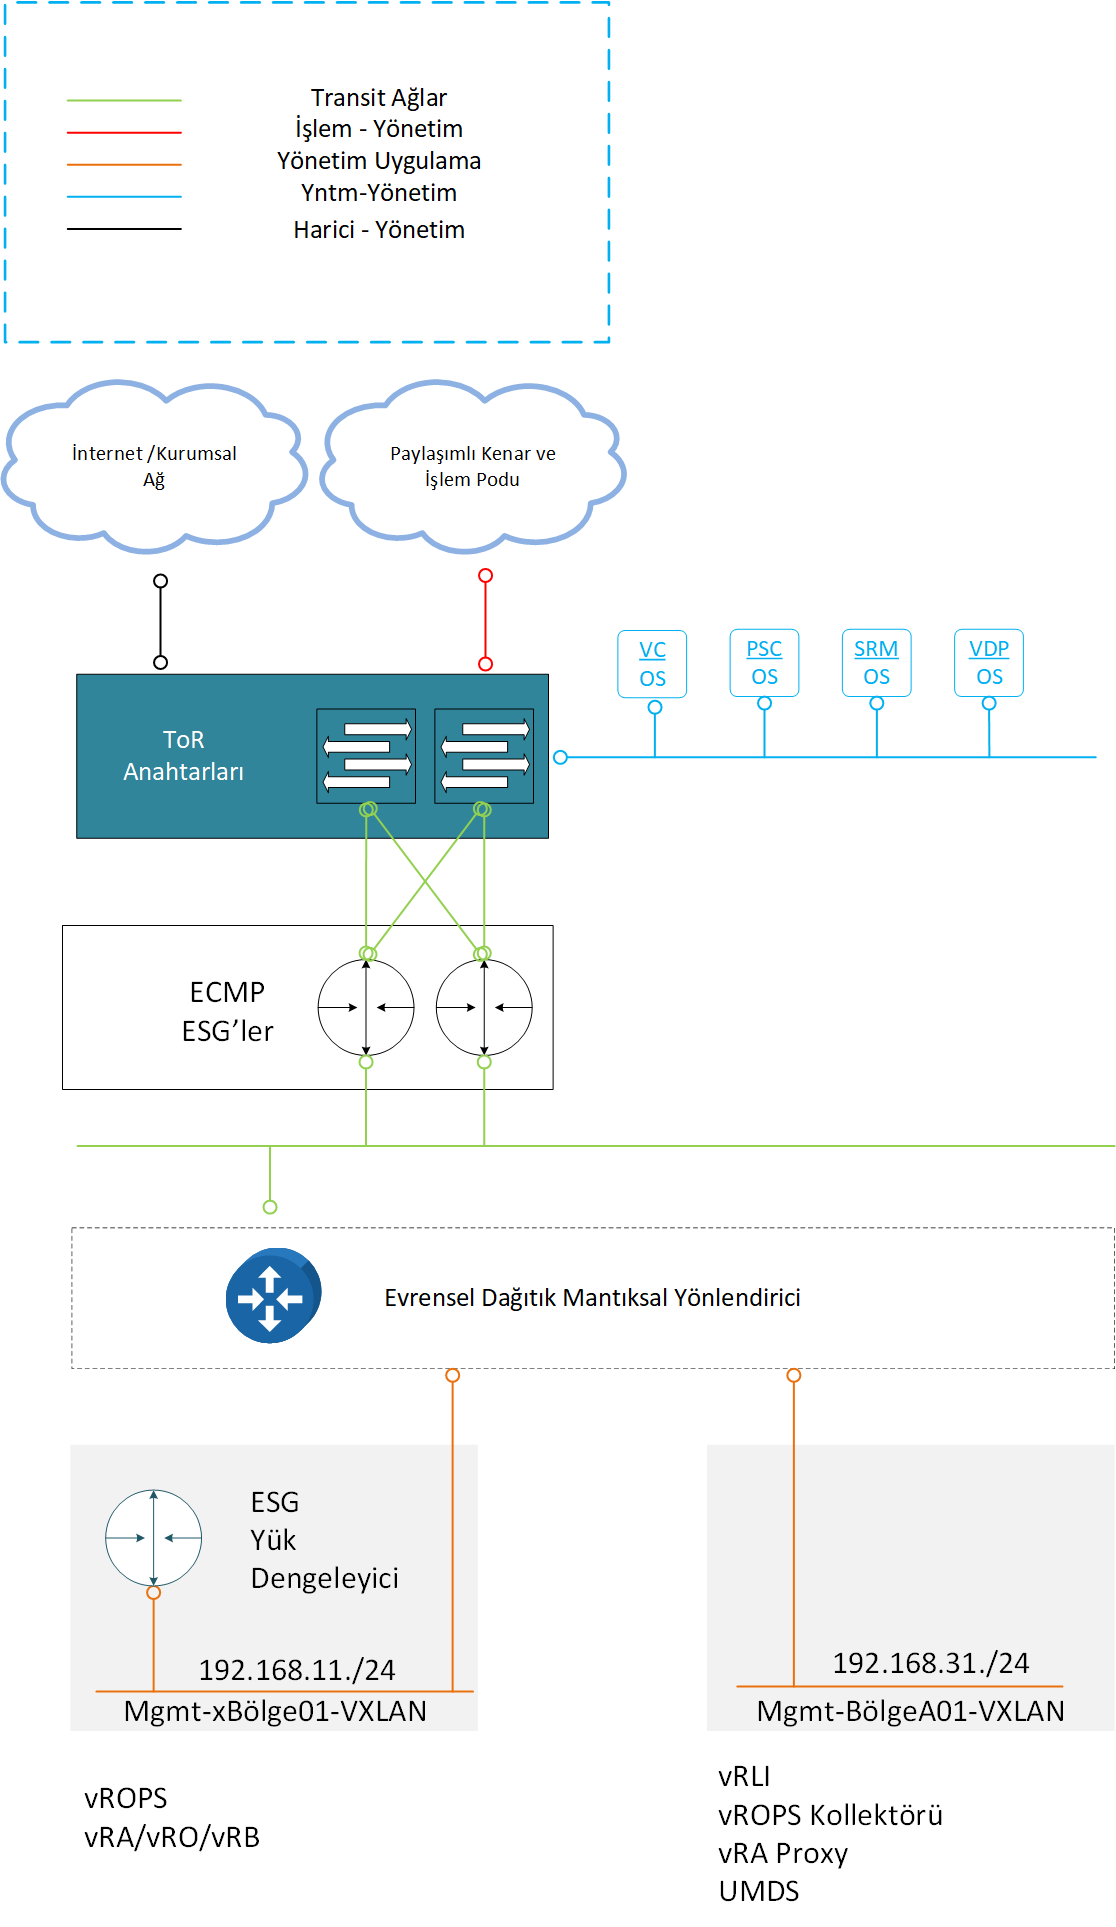 Transit Ağlar
İşlem - Yönetim
Yönetim Uygulama
Yntm-Yönetim
Harici - Yönetim
İnternet /Kurumsal
Ağ
Paylaşımlı Kenar ve
İşlem Podu
VC
OS
PSC
OS
SRM
OS
VDP
OS
ToR
Anahtarları
ECMP
ESG’ler
Evrensel Dağıtık Mantıksal Yönlendirici
ESG
Yük
Dengeleyici
192.168.11./24
Mgmt-xBölge01-VXLAN
192.168.31./24
Mgmt-BölgeA01-VXLAN
vROPS
vRA/vRO/vRB
vRLI
vROPS Kollektörü
vRA Proxy
UMDS